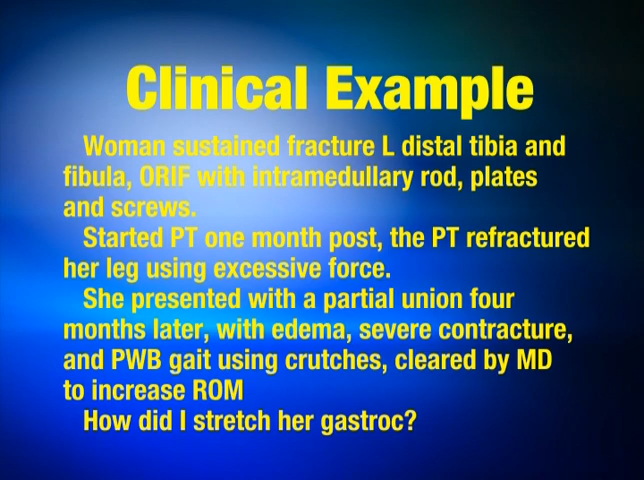 Clinical Example
Woman sustained fracture L distal tibia and
fibula, ORIF with intramedullary rod, plates
and screws.
Started PT one month post, the PT refractured
her leg using excessive force.
She presented with a partial union four
months later, with edema, severe contracture,
and PWB gait using crutches, cleared by MD
to increase ROM
How did I stretch her gastroc?